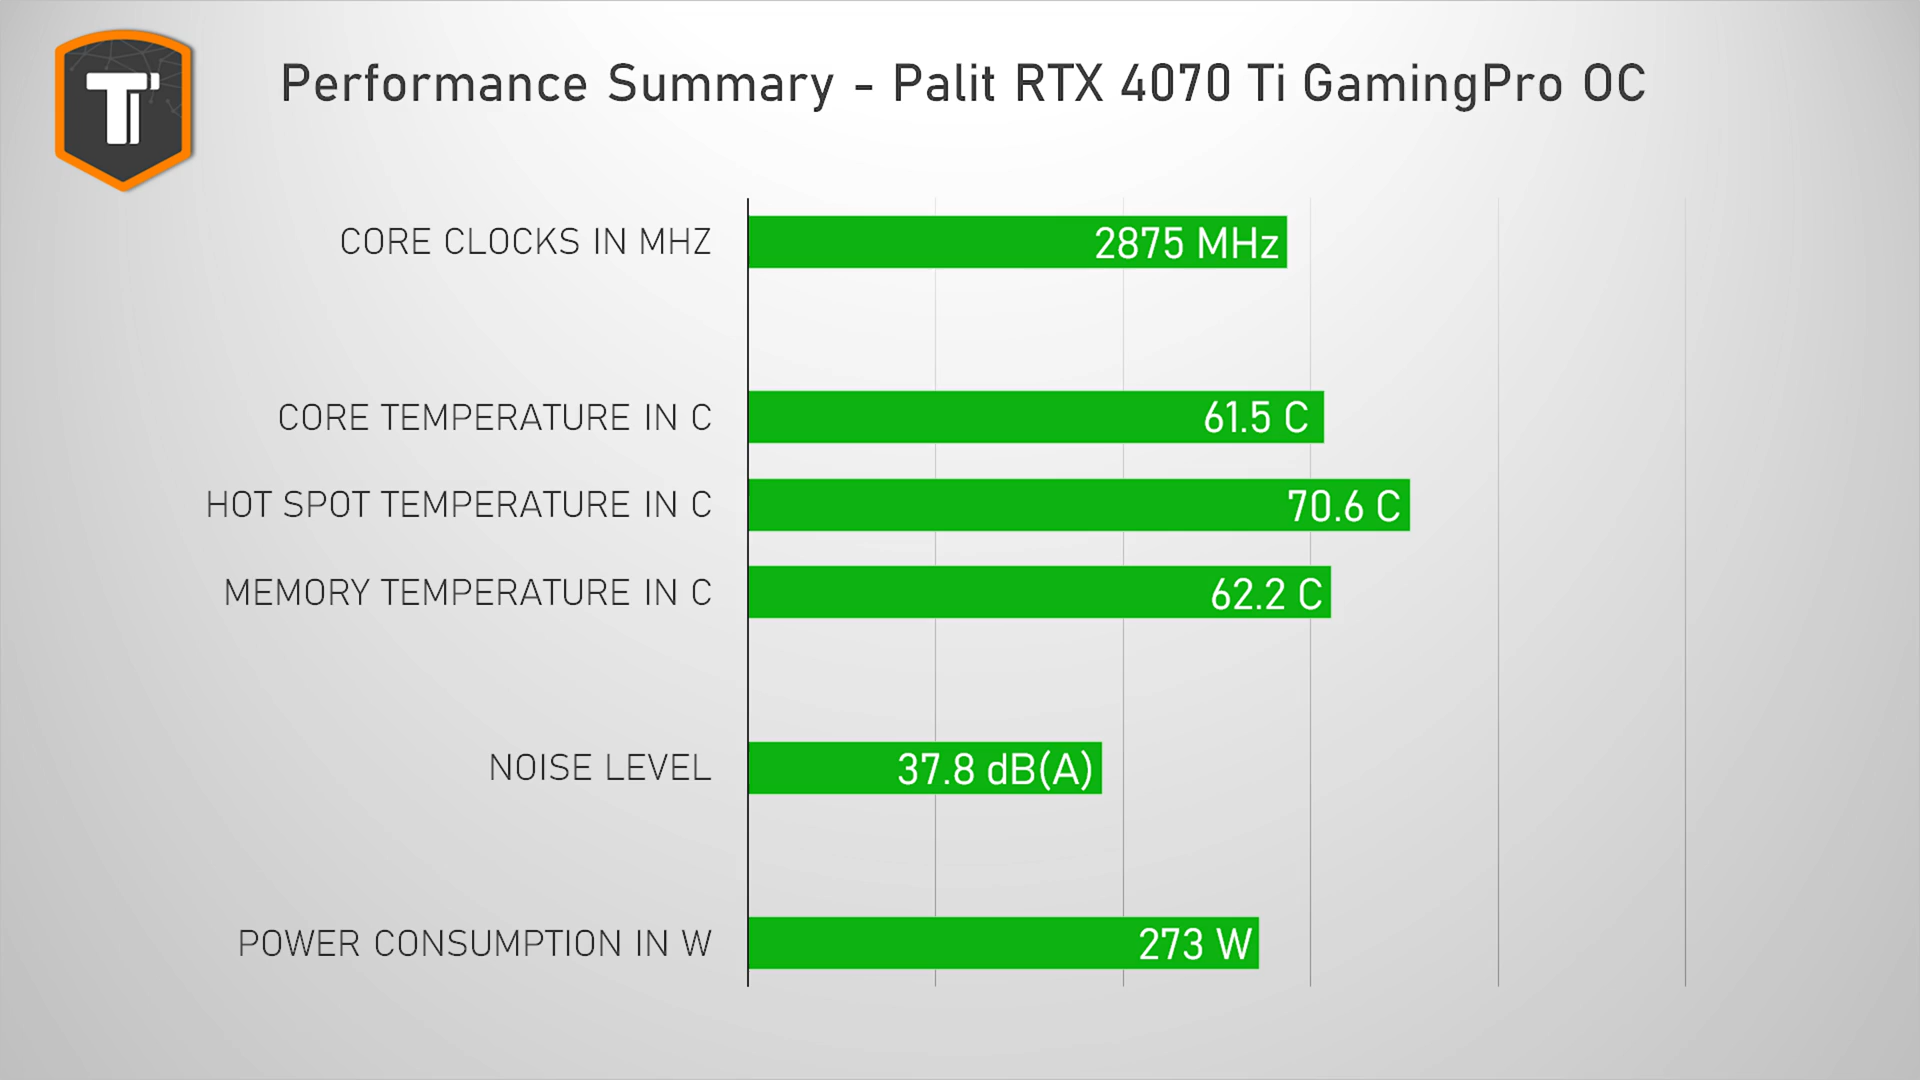 Performance Summary - Palit RTX 4070 Ti GamingPro OC
CORE CLOCKS IN MHZ 2875 MHz
CORE TEMPERATURE IN C 61.5 C
HOT SPOT TEMPERATURE IN C 70.6 C
MEMORY TEMPERATURE IN C 62.2 C
NOISE LEVEL 37.8 dB(A)
POWER CONSUMPTION IN W 273 W